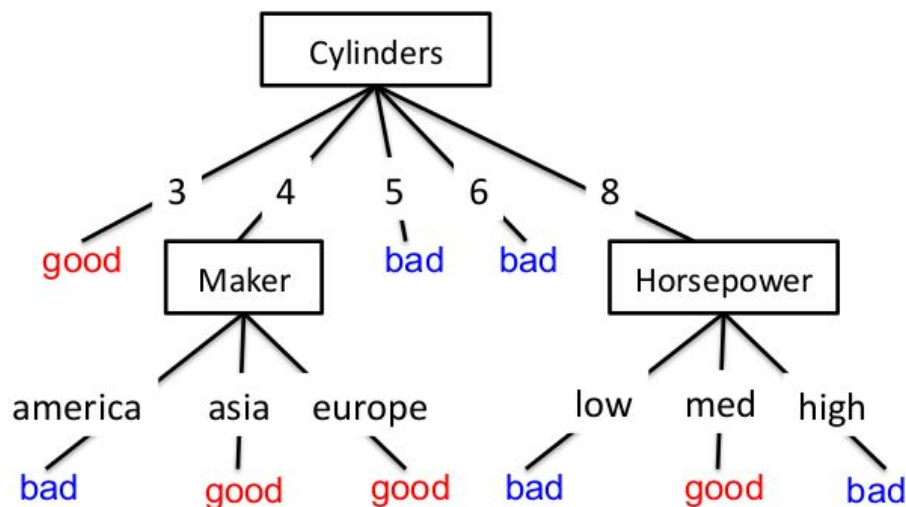 Cylinders
3 4 5 6 8
good Maker bad bad Horsepower
america asia europe low med high
bad good good bad good bad